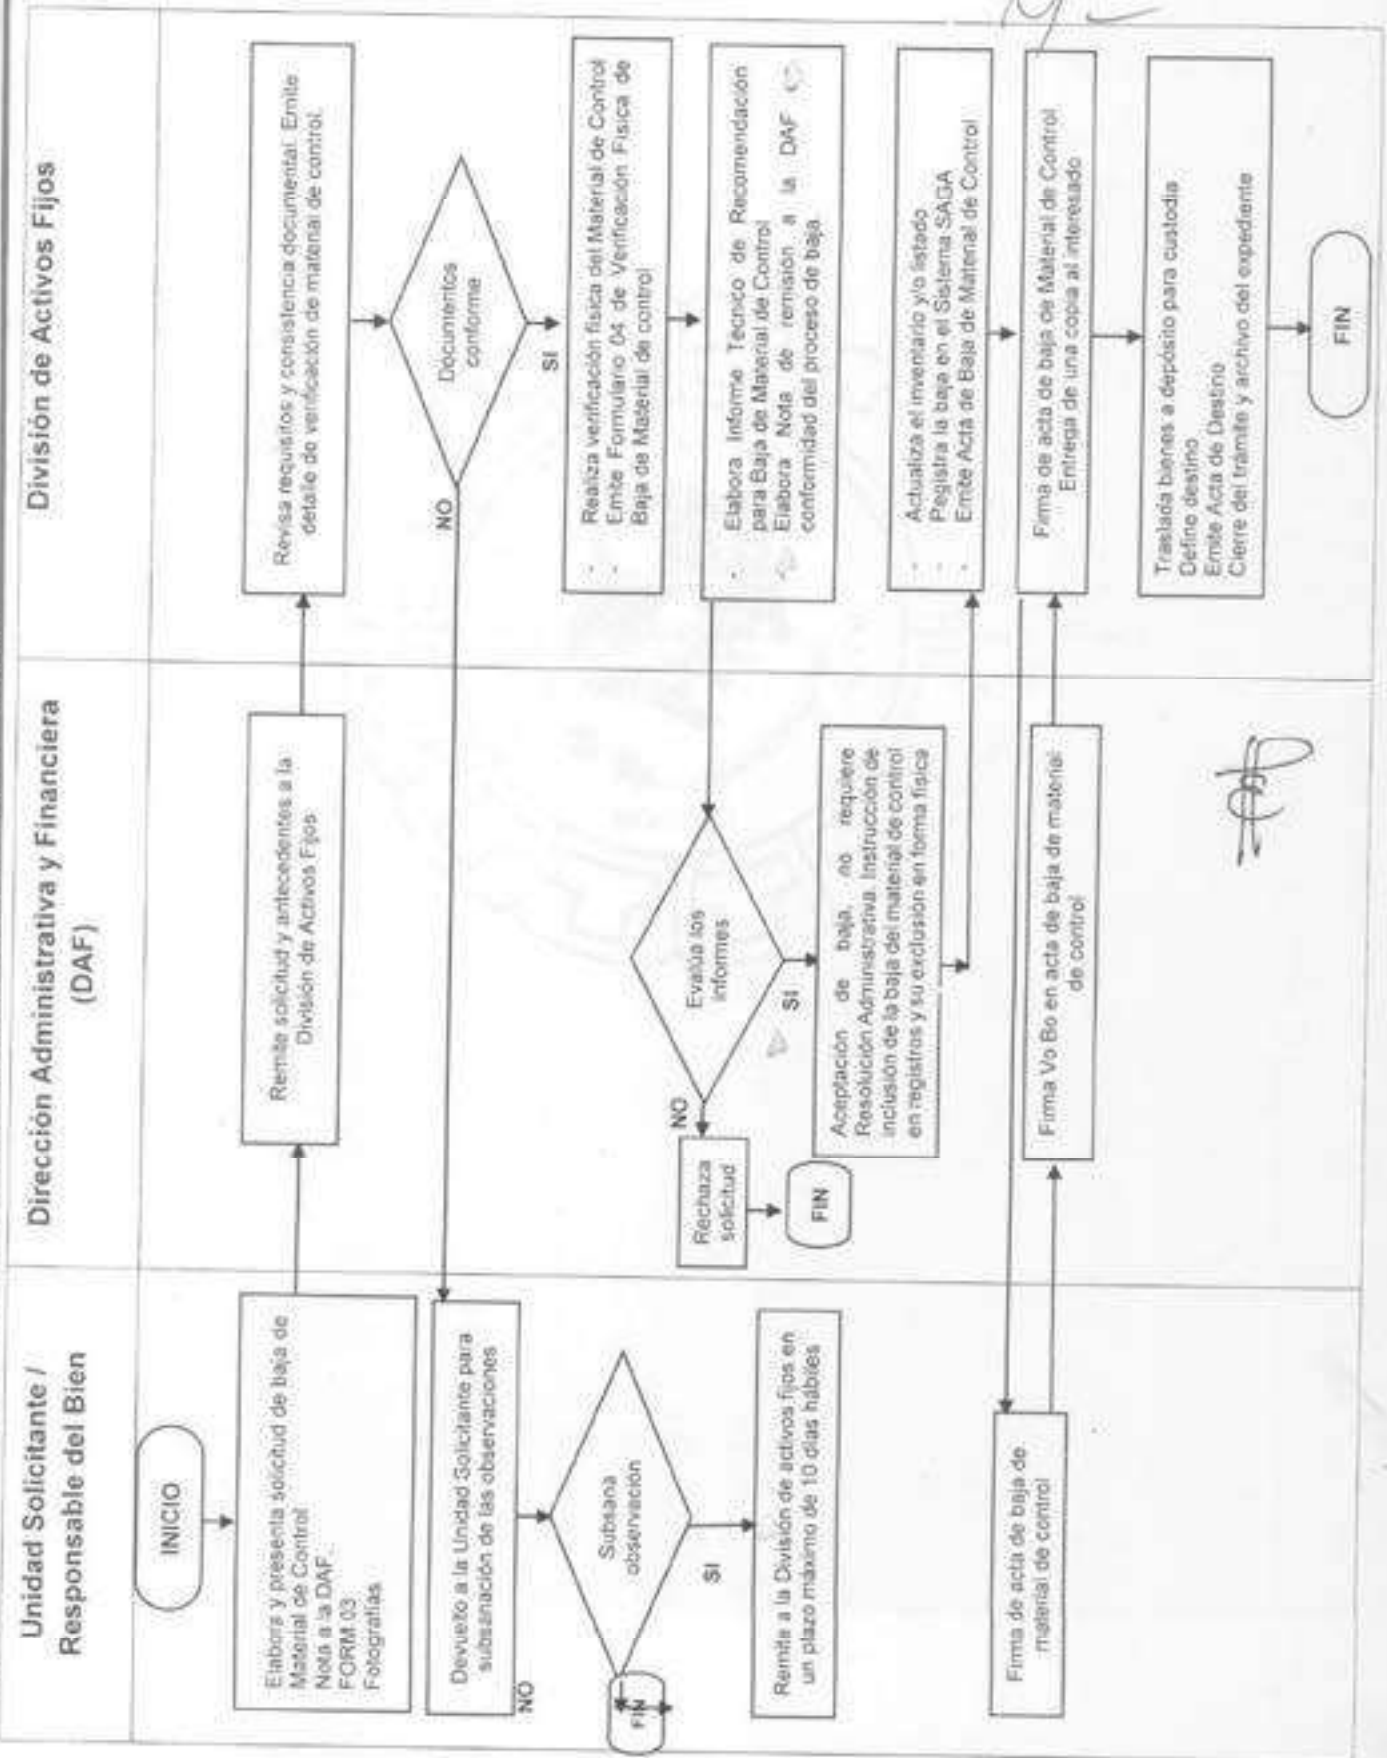 Unidad Solicitante /
Responsable del Bien
Dirección Administrativa y Financiera
(DAF)
División de Activos Fijos
INICIO
Elabora y presenta solicitud de baja de
Material de Control
Nota a la DAF
FORM 03
Fotografías
Remite solicitud y antecedentes a la
División de Activos Fijos
Revisa requisitos y consistencia documental. Emite
detalle de verificación de material de control.
Documentos
conforme
NO
SI
Devuelto a la Unidad Solicitante para
subsanación de las observaciones
NO
Subsana
observación
FIN
SI
Remite a la División de activos fijos en
un plazo máximo de 10 días hábiles
Realiza verificación física del Material de Control
Emite Formulario 04 de Verificación Física de
Baja de Material de control
Elabora Informe Técnico de Recomendación
para Baja de Material de Control
Elabora Nota de remisión a la DAF
conformidad del proceso de baja
Evalúa los
informes
NO
Rechaza
solicitud
FIN
SI
Aceptación de baja, no requiere
Resolución Administrativa. Instrucción de
inclusión de la baja del material de control
en registros y su exclusión en forma física
Actualiza el inventario y/o listado
Registra la baja en el Sistema SAGA
Emite Acta de Baja de Material de Control
Firma de acta de baja de Material de Control
Entrega de una copia al interesado
Firma de acta de baja de
material de control
Firma Vo Bo en acta de baja de material
de control
Traslada bienes a depósito para custodia
Define destino
Emite Acta de Destino
Cierre del trámite y archivo del expediente
FIN